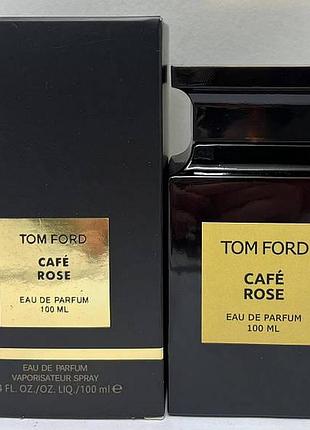 TOM FORD
CAFÉ
ROSE
EAU DE PARFUM
100 ML
EAU DE PARFUM
VAPORISATEUR SPRAY
4 FL. OZ./OZ. LIQ./100 ml ℮
TOM FORD
CAFÉ
ROSE
EAU DE PARFUM
100 ML